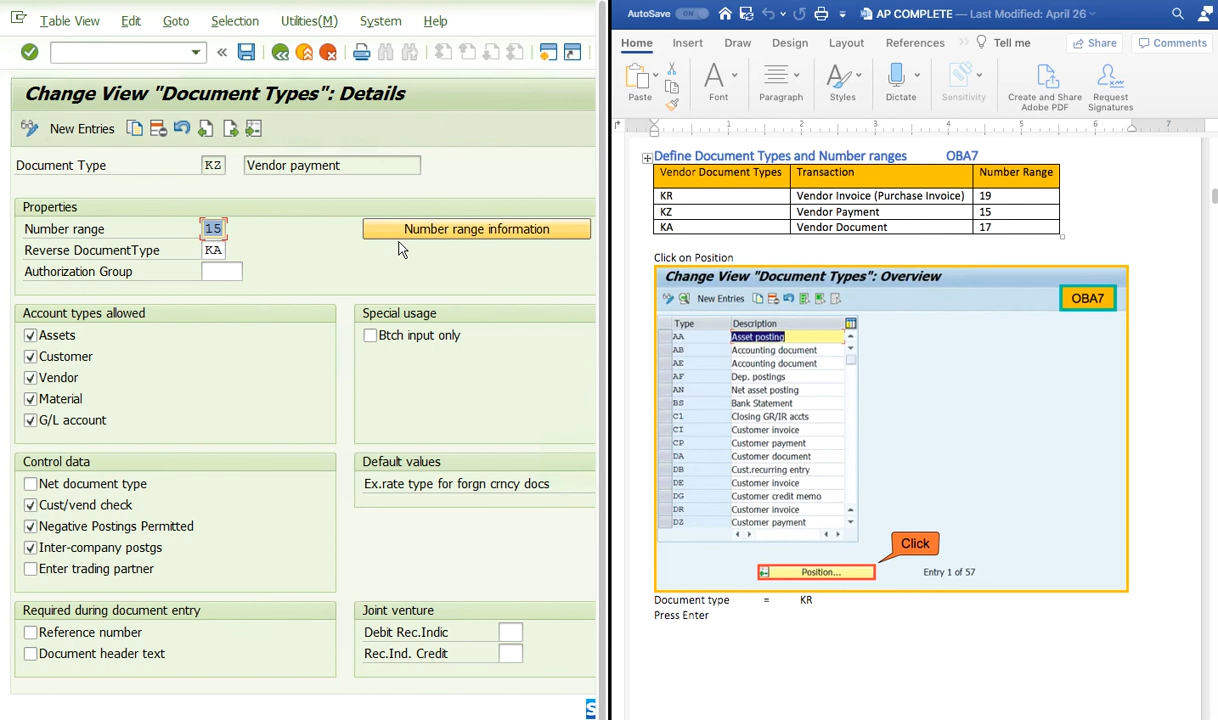 Table View Edit Goto Selection Utilities(M) System Help
Change View "Document Types": Details
New Entries
Document Type KZ Vendor payment
Properties
Number range 15 Number range information
Reverse DocumentType KA
Authorization Group
Account types allowed
Assets
Customer
Vendor
Material
G/L account
Special usage
Btch input only
Control data
Net document type
Cust/vend check
Negative Postings Permitted
Inter-company postgs
Enter trading partner
Default values
Ex.rate type for forgn crncy docs
Required during document entry
Reference number
Document header text
Joint venture
Debit Rec.Indic
Rec.Ind. Credit
AutoSave ON AP COMPLETE — Last Modified: April 26
Home Insert Draw Design Layout References Tell me Share Comments
Paste Font Paragraph Styles Dictate Sensitivity Create and Share Adobe PDF Request Signatures
1 2 3 4 5 6 7
Define Document Types and Number ranges OBA7
Vendor Document Types Transaction Number Range
KR Vendor Invoice (Purchase Invoice) 19
KZ Vendor Payment 15
KA Vendor Document 17
Click on Position
Change View "Document Types": Overview
New Entries OBA7
Type Description
AA Asset posting
AB Accounting document
AE Accounting document
AF Dep. postings
AN Net asset posting
BS Bank Statement
C1 Closing GR/IR accts
CI Customer invoice
CP Customer payment
DA Customer document
DB Cust.recurring entry
DE Customer invoice
DG Customer credit memo
DR Customer invoice
DZ Customer payment
Click
Position... Entry 1 of 57
Document type = KR
Press Enter